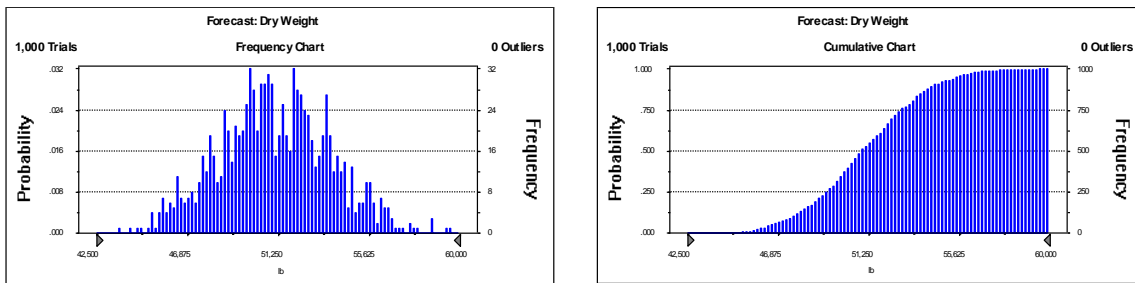 Forecast: Dry Weight
1,000 Trials Frequency Chart 0 Outliers
.032
.024
.016
.008
.000
Probability
32
24
16
8
0
Frequency
42,500 46,875 51,250 55,625 60,000
lb
Forecast: Dry Weight
1,000 Trials Cumulative Chart 0 Outliers
1.000
.750
.500
.250
.000
Probability
1000
750
500
250
0
Frequency
42,500 46,875 51,250 55,625 60,000
lb